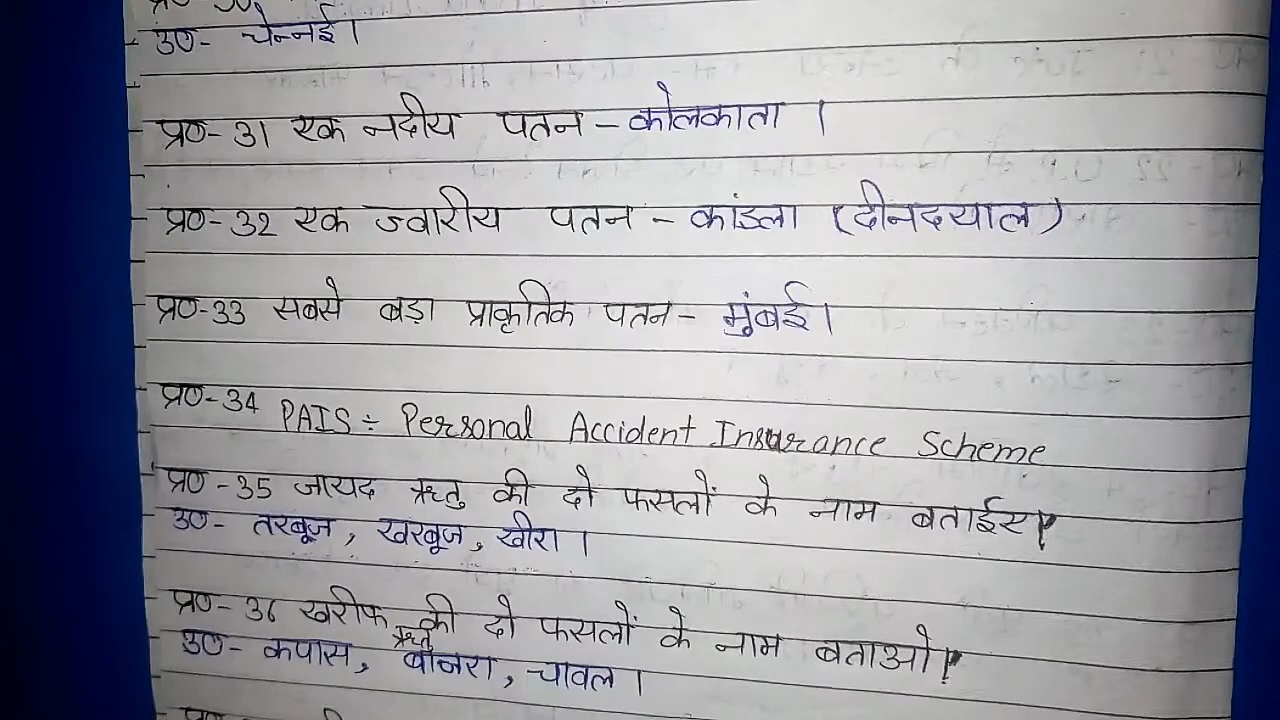 उ०- चेन्नई।
प्र०-31 एक नदीय पतन - कोलकाता ।
प्र०-32 एक ज्वारीय पतन - कांडला (दीनदयाल)
प्र०-33 सबसे बड़ा प्राकृतिक पतन- मुंबई।
प्र०-34 PAIS ÷ Personal Accident Insurance Scheme
प्र०-35 जायद ऋतु की दो फसलों के नाम बताईए।
उ०- तरबूज, खरबूज, खीरा ।
प्र०-36 खरीफ ऋतु की दो फसलों के नाम बताओ।
उ०- कपास, बाजरा, चावल ।